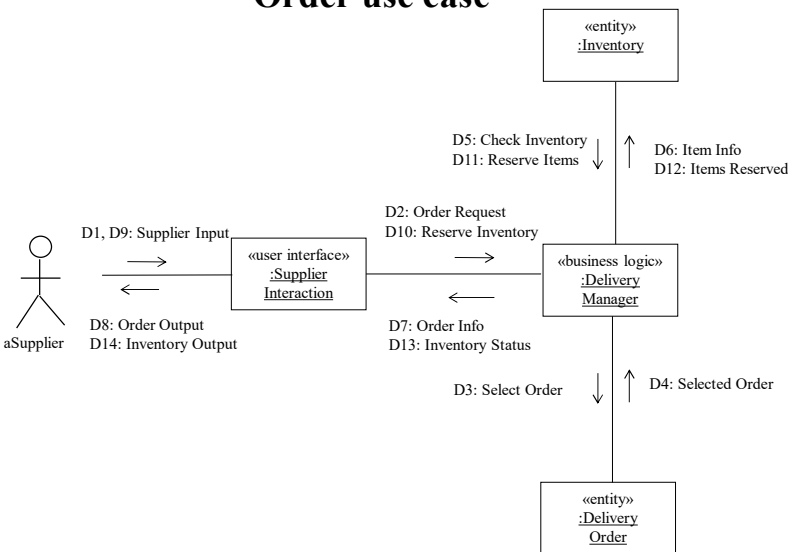 Order use case
«entity»
:Inventory
D5: Check Inventory
D11: Reserve Items
D6: Item Info
D12: Items Reserved
D2: Order Request
D10: Reserve Inventory
D1, D9: Supplier Input
«user interface»
:Supplier
Interaction
«business logic»
:Delivery
Manager
aSupplier
D8: Order Output
D14: Inventory Output
D7: Order Info
D13: Inventory Status
D3: Select Order
D4: Selected Order
«entity»
:Delivery
Order